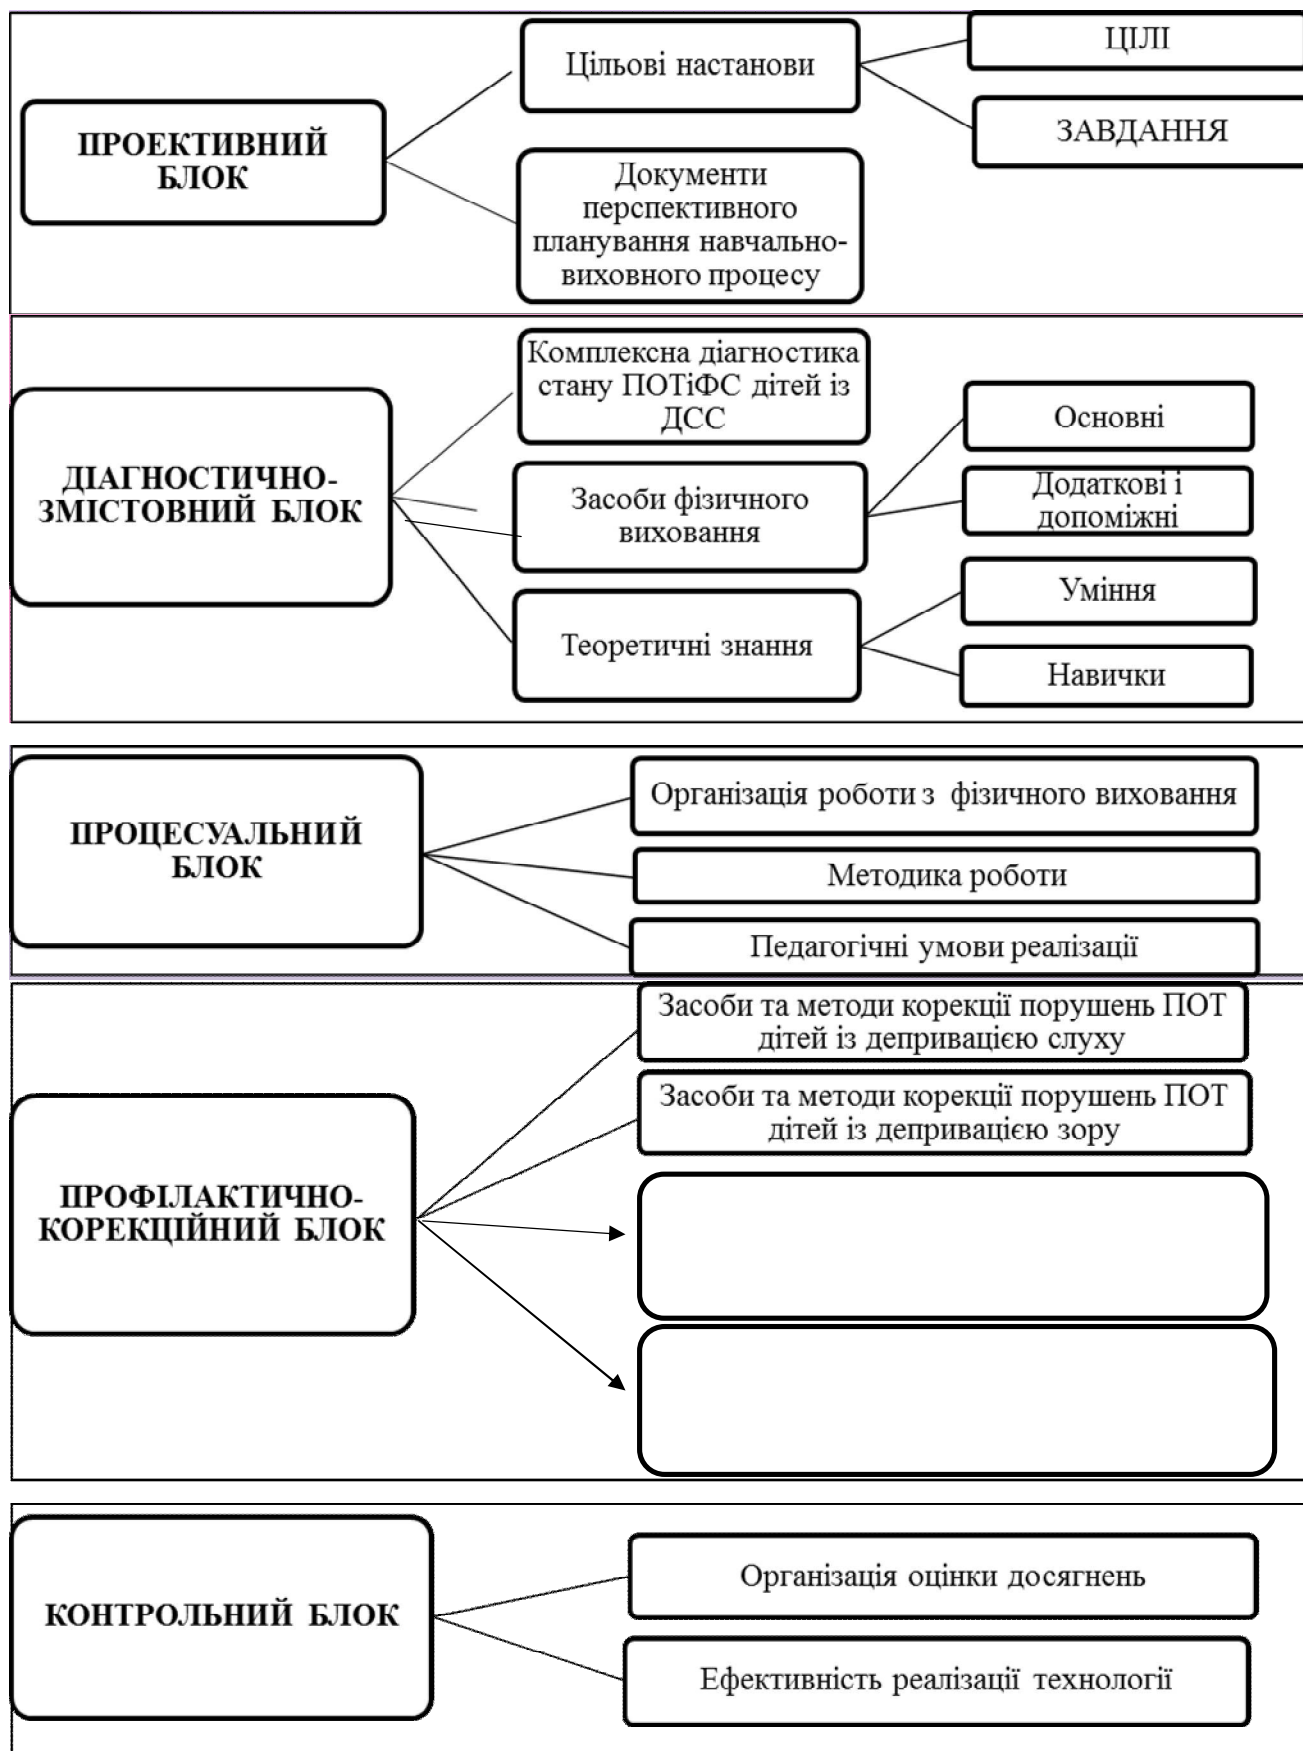 ПРОЕКТИВНИЙ
БЛОК
Цільові настанови
ЦІЛІ
ЗАВДАННЯ
Документи
перспективного
планування навчально-
виховного процесу
ДІАГНОСТИЧНО-
ЗМІСТОВНИЙ БЛОК
Комплексна діагностика
стану ПОТіФС дітей із
ДСС
Засоби фізичного
виховання
Основні
Додаткові і
допоміжні
Теоретичні знання
Уміння
Навички
ПРОЦЕСУАЛЬНИЙ
БЛОК
Організація роботи з фізичного виховання
Методика роботи
Педагогічні умови реалізації
ПРОФІЛАКТИЧНО-
КОРЕКЦІЙНИЙ БЛОК
Засоби та методи корекції порушень ПОТ
дітей із депривацією слуху
Засоби та методи корекції порушень ПОТ
дітей із депривацією зору
КОНТРОЛЬНИЙ БЛОК
Організація оцінки досягнень
Ефективність реалізації технології